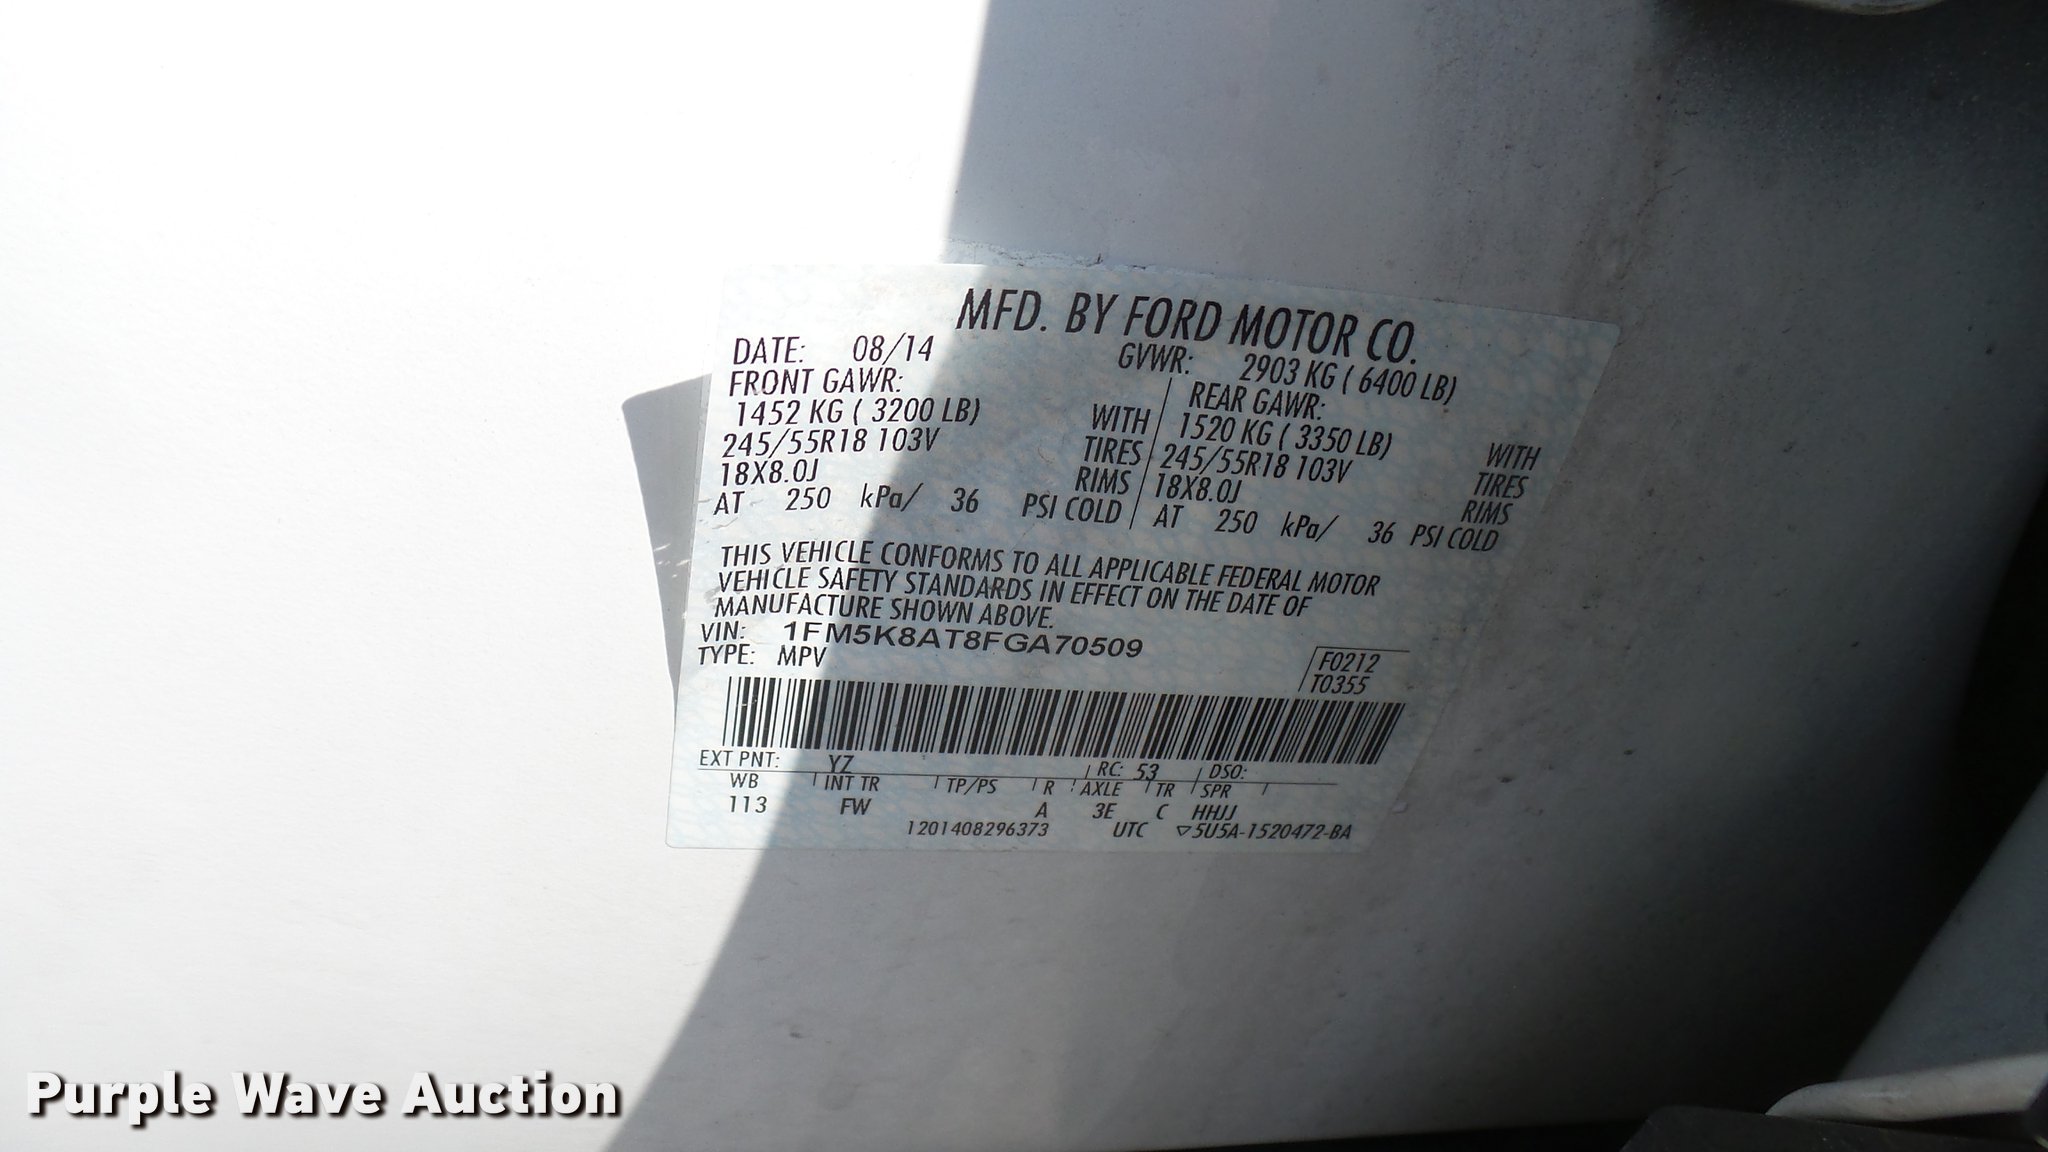 MFD. BY FORD MOTOR CO.
DATE: 08/14 GVWR: 2903 KG ( 6400 LB)
FRONT GAWR: REAR GAWR:
1452 KG ( 3200 LB) WITH 1520 KG ( 3350 LB) WITH
245/55R18 103V TIRES 245/55R18 103V TIRES
18X8.0J RIMS 18X8.0J RIMS
AT 250 kPa/ 36 PSI COLD AT 250 kPa/ 36 PSI COLD
THIS VEHICLE CONFORMS TO ALL APPLICABLE FEDERAL MOTOR
VEHICLE SAFETY STANDARDS IN EFFECT ON THE DATE OF
MANUFACTURE SHOWN ABOVE.
VIN: 1FM5K8AT8FGA70509
TYPE: MPV
F0212
T0355
EXT PNT: YZ RC: 53 DSO:
WB INT TR TP/PS R AXLE TR SPR
113 FW A 3E C HHJJ
1201408296373 UTC ▽5U5A-1520472-BA
Purple Wave Auction